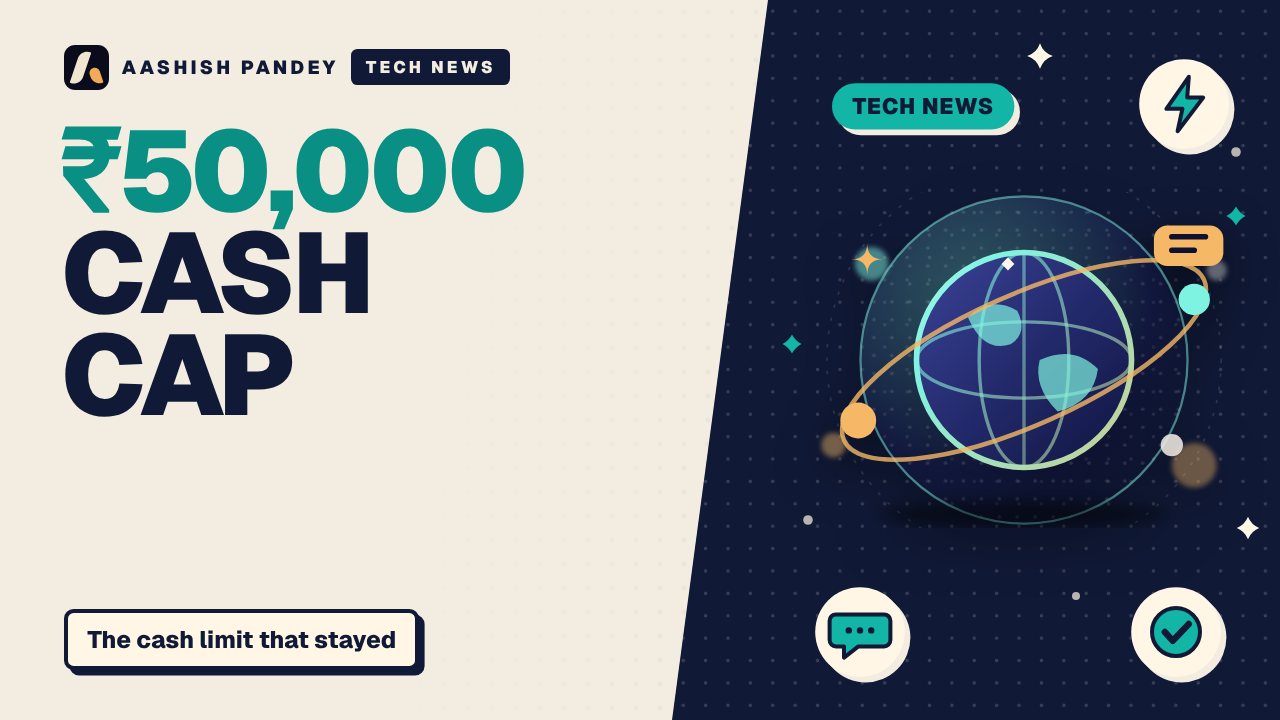 AASHISH PANDEY
TECH NEWS
₹50,000
CASH
CAP
The cash limit that stayed
TECH NEWS